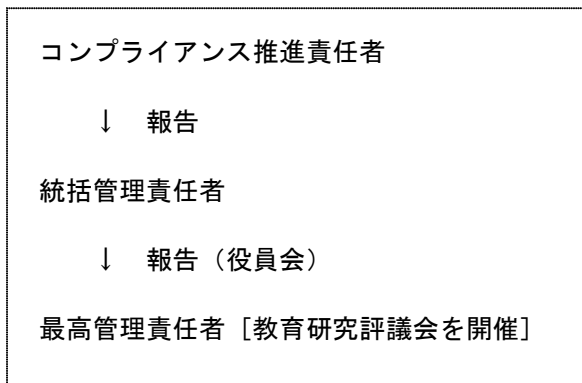 コンプライアンス推進責任者
↓　報告
統括管理責任者
↓　報告（役員会）
最高管理責任者［教育研究評議会を開催］